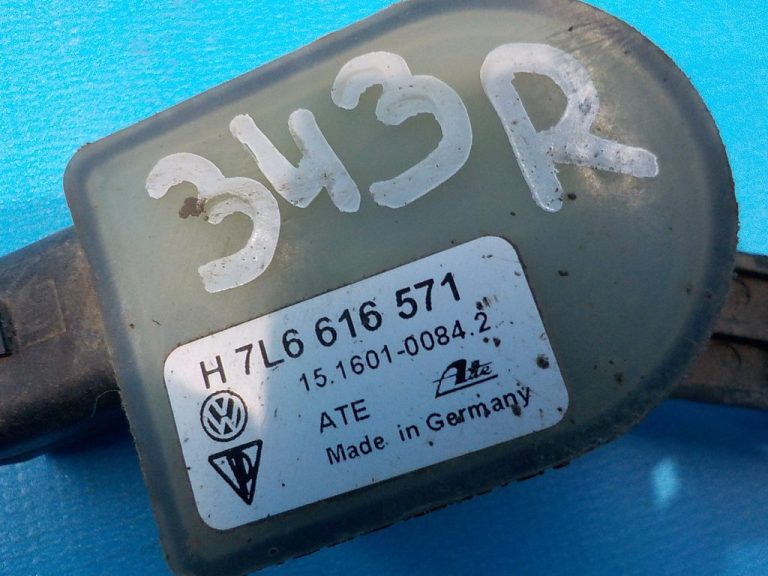 343R
H 7L6 616 571
15.1601-0084.2
ATE Ate
Made in Germany